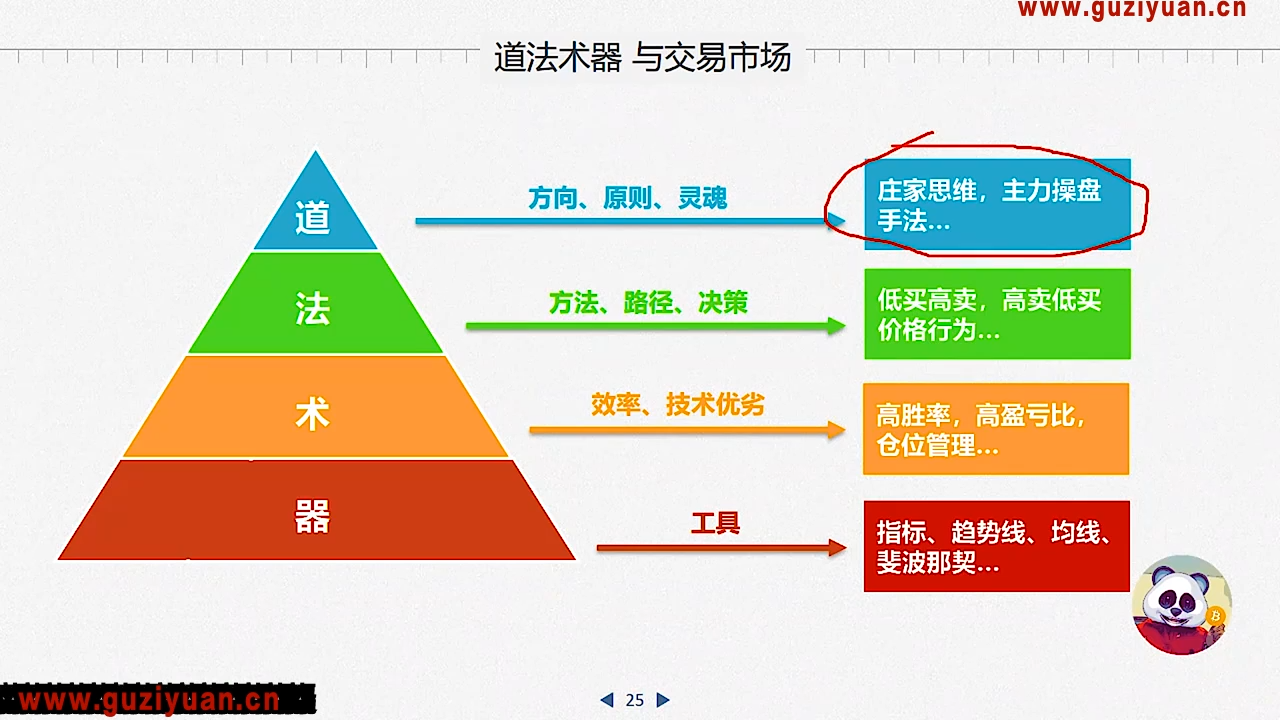 www.guziyuan.cn
道法术器 与交易市场
道
方向、原则、灵魂
庄家思维，主力操盘
手法...
法
方法、路径、决策
低买高卖，高卖低买
价格行为...
术
效率、技术优劣
高胜率，高盈亏比，
仓位管理...
器
工具
指标、趋势线、均线、
斐波那契...
www.guziyuan.cn
25